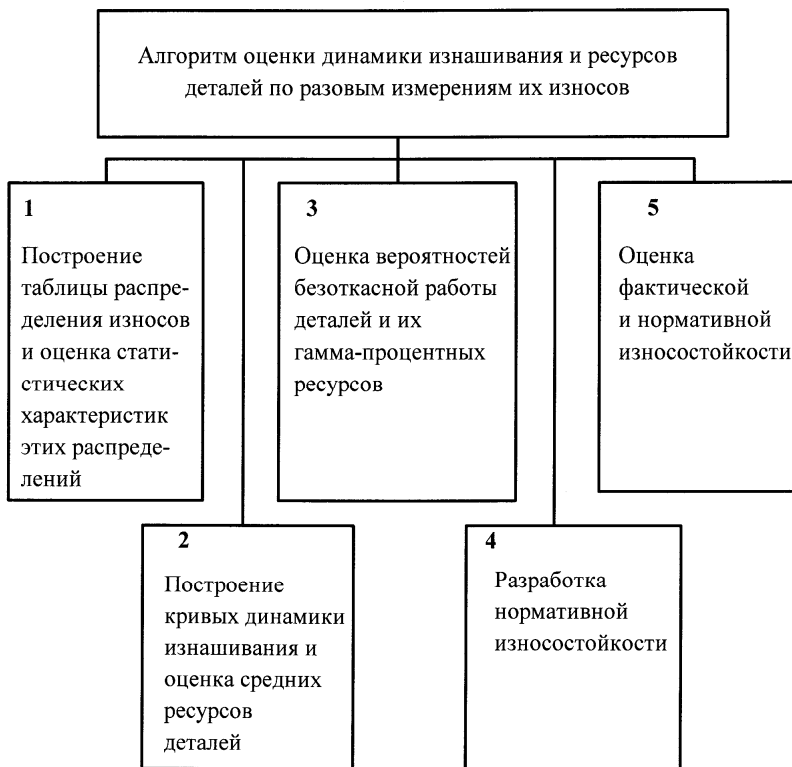 Алгоритм оценки динамики изнашивания и ресурсов
деталей по разовым измерениям их износов
1
Построение
таблицы распре-
деления износов
и оценка стати-
стических
характеристик
этих распреде-
лений
3
Оценка вероятностей
безоткасной работы
деталей и их
гамма-процентных
ресурсов
5
Оценка
фактической
и нормативной
износостойкости
2
Построение
кривых динамики
изнашивания и
оценка средних
ресурсов
деталей
4
Разработка
нормативной
износостойкости